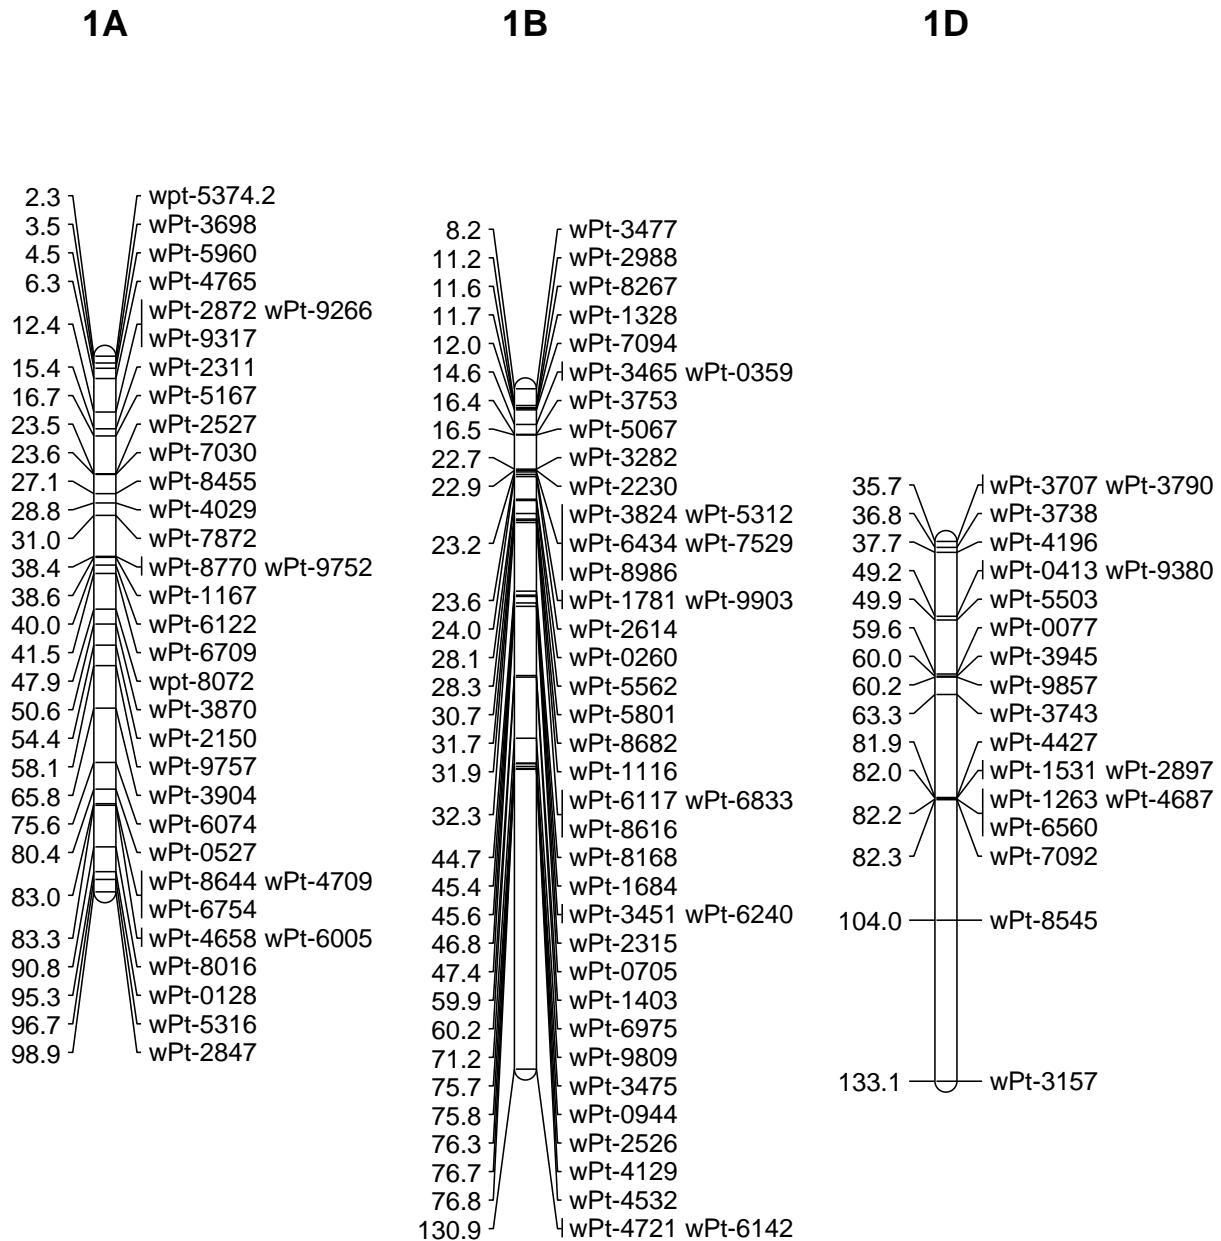 1A
2.3 wpt-5374.2
3.5 wPt-3698
4.5 wPt-5960
6.3 wPt-4765
12.4 wPt-2872 wPt-9266
wPt-9317
15.4 wPt-2311
16.7 wPt-5167
23.5 wPt-2527
23.6 wPt-7030
27.1 wPt-8455
28.8 wPt-4029
31.0 wPt-7872
38.4 wPt-8770 wPt-9752
38.6 wPt-1167
40.0 wPt-6122
41.5 wPt-6709
47.9 wpt-8072
50.6 wPt-3870
54.4 wPt-2150
58.1 wPt-9757
65.8 wPt-3904
75.6 wPt-6074
80.4 wPt-0527
83.0 wPt-8644 wPt-4709
wPt-6754
83.3 wPt-4658 wPt-6005
90.8 wPt-8016
95.3 wPt-0128
96.7 wPt-5316
98.9 wPt-2847
1B
8.2 wPt-3477
11.2 wPt-2988
11.6 wPt-8267
11.7 wPt-1328
12.0 wPt-7094
14.6 wPt-3465 wPt-0359
16.4 wPt-3753
16.5 wPt-5067
22.7 wPt-3282
22.9 wPt-2230
wPt-3824 wPt-5312
23.2 wPt-6434 wPt-7529
wPt-8986
23.6 wPt-1781 wPt-9903
24.0 wPt-2614
28.1 wPt-0260
28.3 wPt-5562
30.7 wPt-5801
31.7 wPt-8682
31.9 wPt-1116
32.3 wPt-6117 wPt-6833
wPt-8616
44.7 wPt-8168
45.4 wPt-1684
45.6 wPt-3451 wPt-6240
46.8 wPt-2315
47.4 wPt-0705
59.9 wPt-1403
60.2 wPt-6975
71.2 wPt-9809
75.7 wPt-3475
75.8 wPt-0944
76.3 wPt-2526
76.7 wPt-4129
76.8 wPt-4532
130.9 wPt-4721 wPt-6142
1D
35.7 wPt-3707 wPt-3790
36.8 wPt-3738
37.7 wPt-4196
49.2 wPt-0413 wPt-9380
49.9 wPt-5503
59.6 wPt-0077
60.0 wPt-3945
60.2 wPt-9857
63.3 wPt-3743
81.9 wPt-4427
82.0 wPt-1531 wPt-2897
82.2 wPt-1263 wPt-4687
wPt-6560
82.3 wPt-7092
104.0 wPt-8545
133.1 wPt-3157